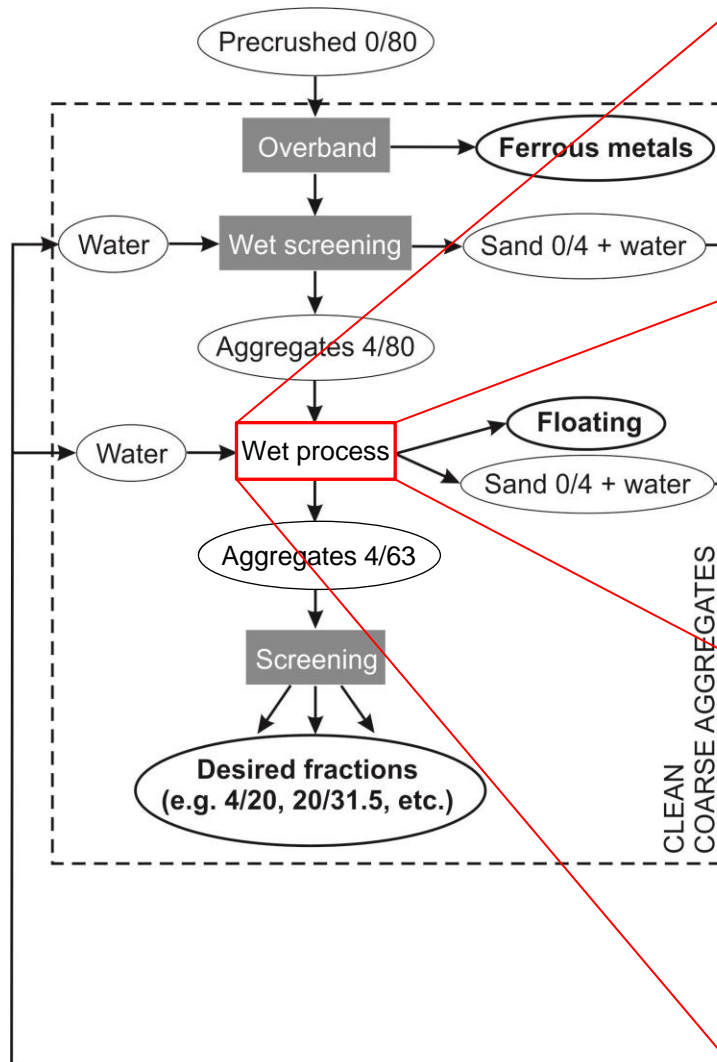 Precrushed 0/80
Overband
Ferrous metals
Water
Wet screening
Sand 0/4 + water
Aggregates 4/80
Floating
Water
Wet process
Sand 0/4 + water
Aggregates 4/63
Screening
Desired fractions
(e.g. 4/20, 20/31.5, etc.)
CLEAN
COARSE AGGREGATES